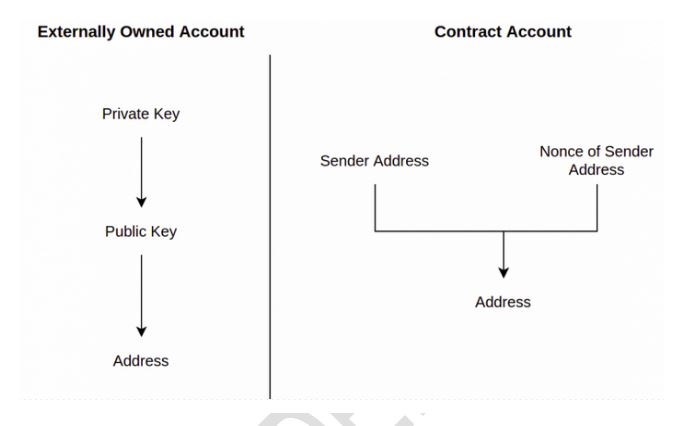 Externally Owned Account
Private Key
Public Key
Address
Contract Account
Sender Address
Nonce of Sender
Address
Address